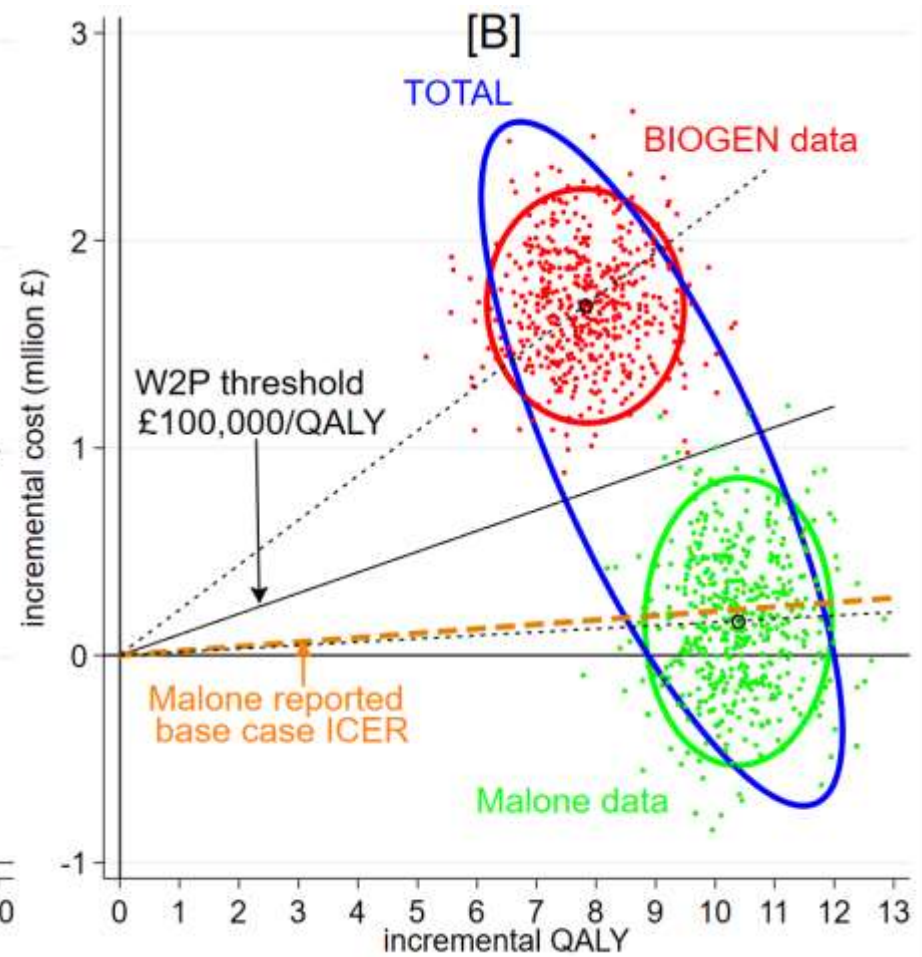 [B]
3
TOTAL
BIOGEN data
2
incremental cost (mllion £)
W2P threshold
£100,000/QALY
1
0
Malone reported
base case ICER
Malone data
-1
0
0 1 2 3 4 5 6 7 8 9 10 11 12 13
incremental QALY